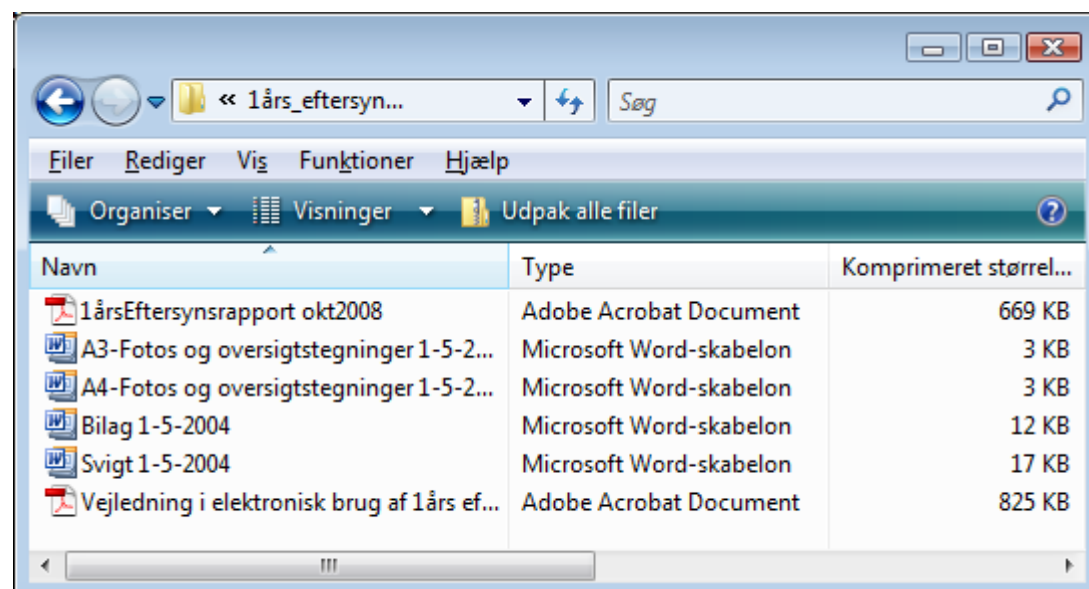 « 1års_eftersyn...
Søg
Filer Rediger Vis Funktioner Hjælp
Organiser Visninger Udpak alle filer
Navn Type Komprimeret størrel...
1årsEftersynsrapport okt2008 Adobe Acrobat Document 669 KB
A3-Fotos og oversigtstegninger 1-5-2... Microsoft Word-skabelon 3 KB
A4-Fotos og oversigtstegninger 1-5-2... Microsoft Word-skabelon 3 KB
Bilag 1-5-2004 Microsoft Word-skabelon 12 KB
Svigt 1-5-2004 Microsoft Word-skabelon 17 KB
Vejledning i elektronisk brug af 1års ef... Adobe Acrobat Document 825 KB